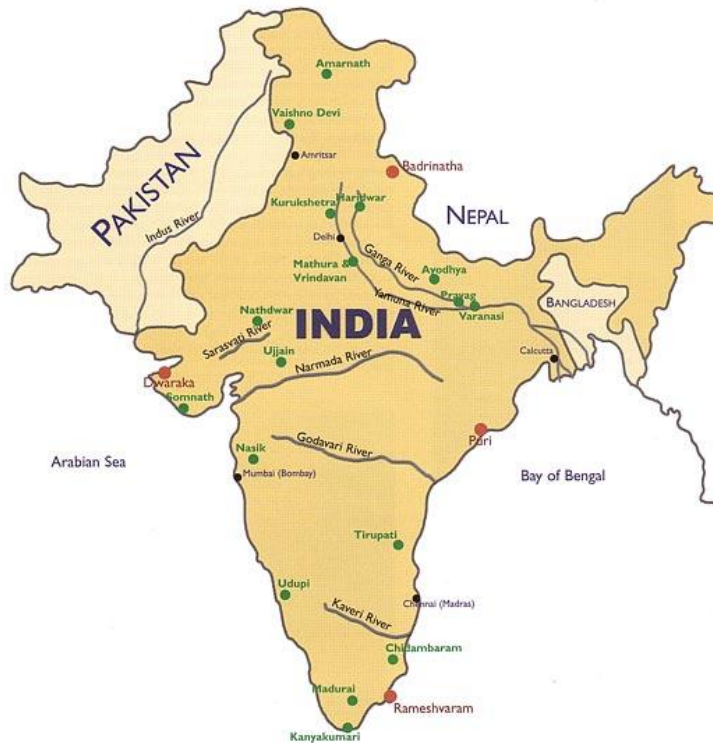 Amarnath
Vaishno Devi
Amritsar
PAKISTAN
Badrinatha
Indus River
Kurukshetra
Haridwar
NEPAL
Delhi
Ganga River
Mathura &
Vrindavan
Ayodhya
Yamuna River
Prayag
Varanasi
BANGLADESH
Nathdwar
INDIA
Sarasvati River
Ujjain
Narmada River
Calcutta
Dwaraka
Somnath
Puri
Godavari River
Arabian Sea
Nasik
Mumbai (Bombay)
Bay of Bengal
Tirupati
Udupi
Chennai (Madras)
Kaveri River
Chidambaram
Madurai
Rameshvaram
Kanyakumari